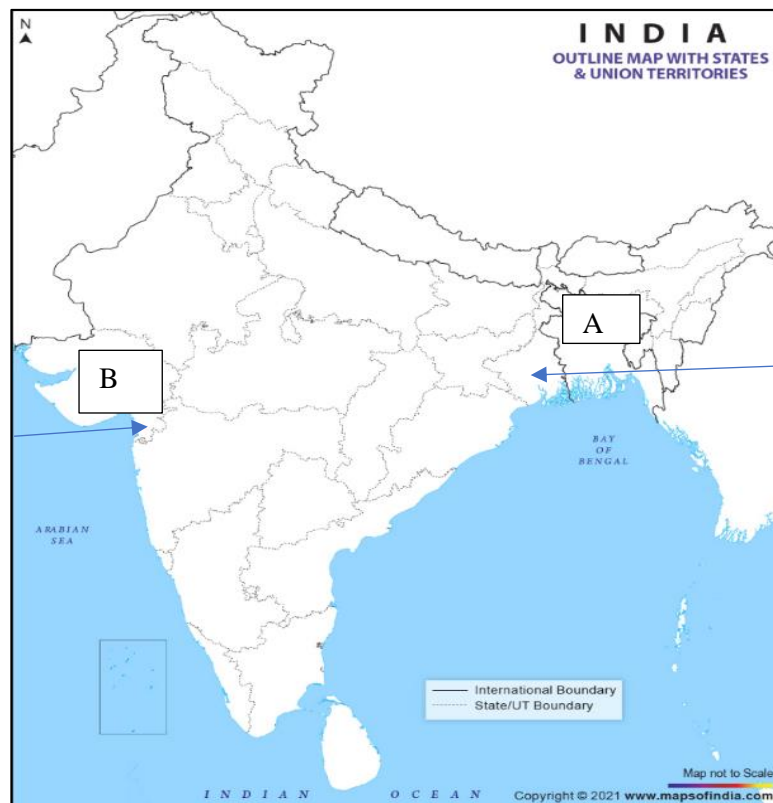 N
INDIA
OUTLINE MAP WITH STATES
& UNION TERRITORIES
A
B
BAY
OF
BENGAL
ARABIAN
SEA
International Boundary
State/UT Boundary
Map not to Scale
INDIAN OCEAN
Copyright © 2021 www.mapsofindia.com